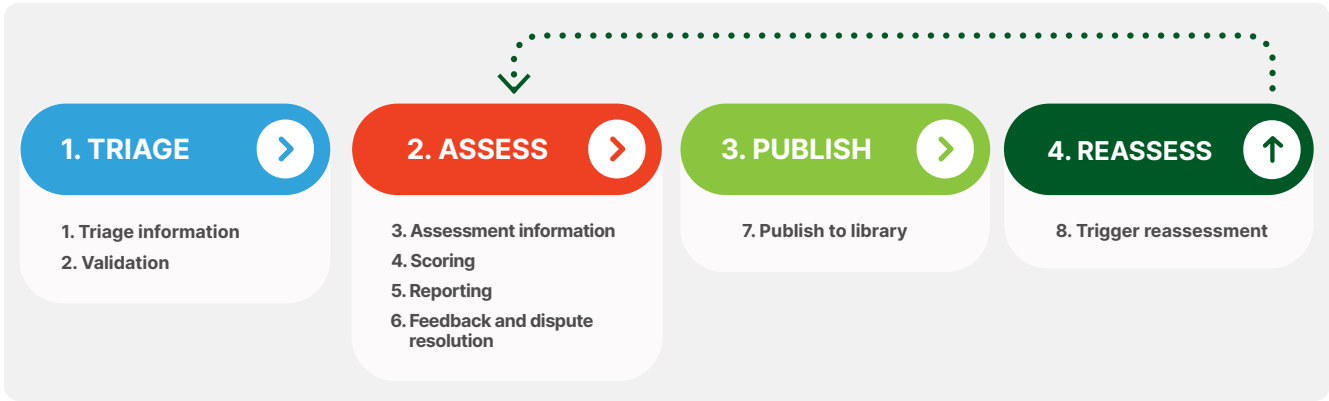 1. TRIAGE
1. Triage information
2. Validation
2. ASSESS
3. Assessment information
4. Scoring
5. Reporting
6. Feedback and dispute
resolution
3. PUBLISH
7. Publish to library
4. REASSESS
8. Trigger reassessment